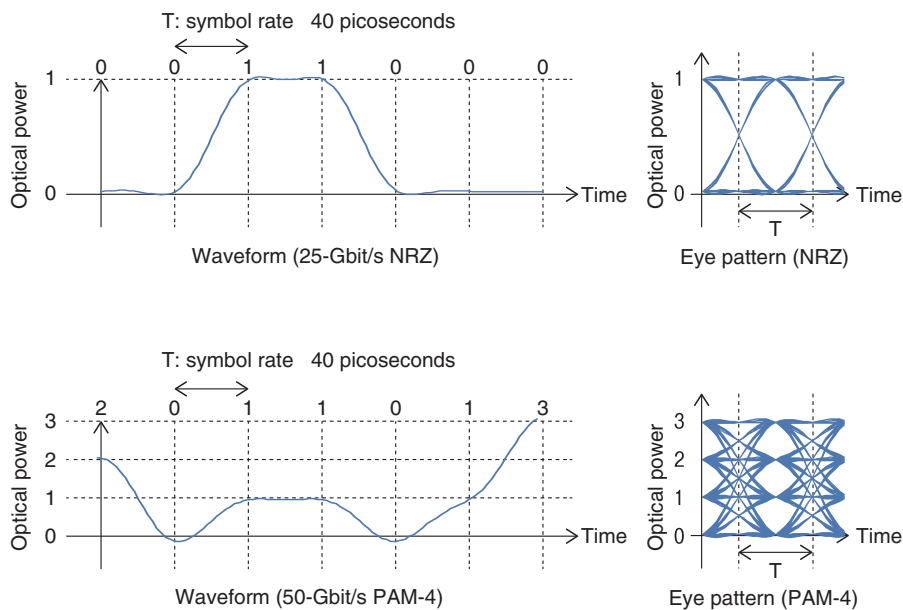 T: symbol rate 40 picoseconds
0 0 1 1 0 0 0
1
0
Optical power
Time
Waveform (25-Gbit/s NRZ)
1
0
Optical power
Time
T
Eye pattern (NRZ)
T: symbol rate 40 picoseconds
2 0 1 1 0 1 3
3
2
1
0
Optical power
Time
Waveform (50-Gbit/s PAM-4)
3
2
1
0
Optical power
Time
T
Eye pattern (PAM-4)